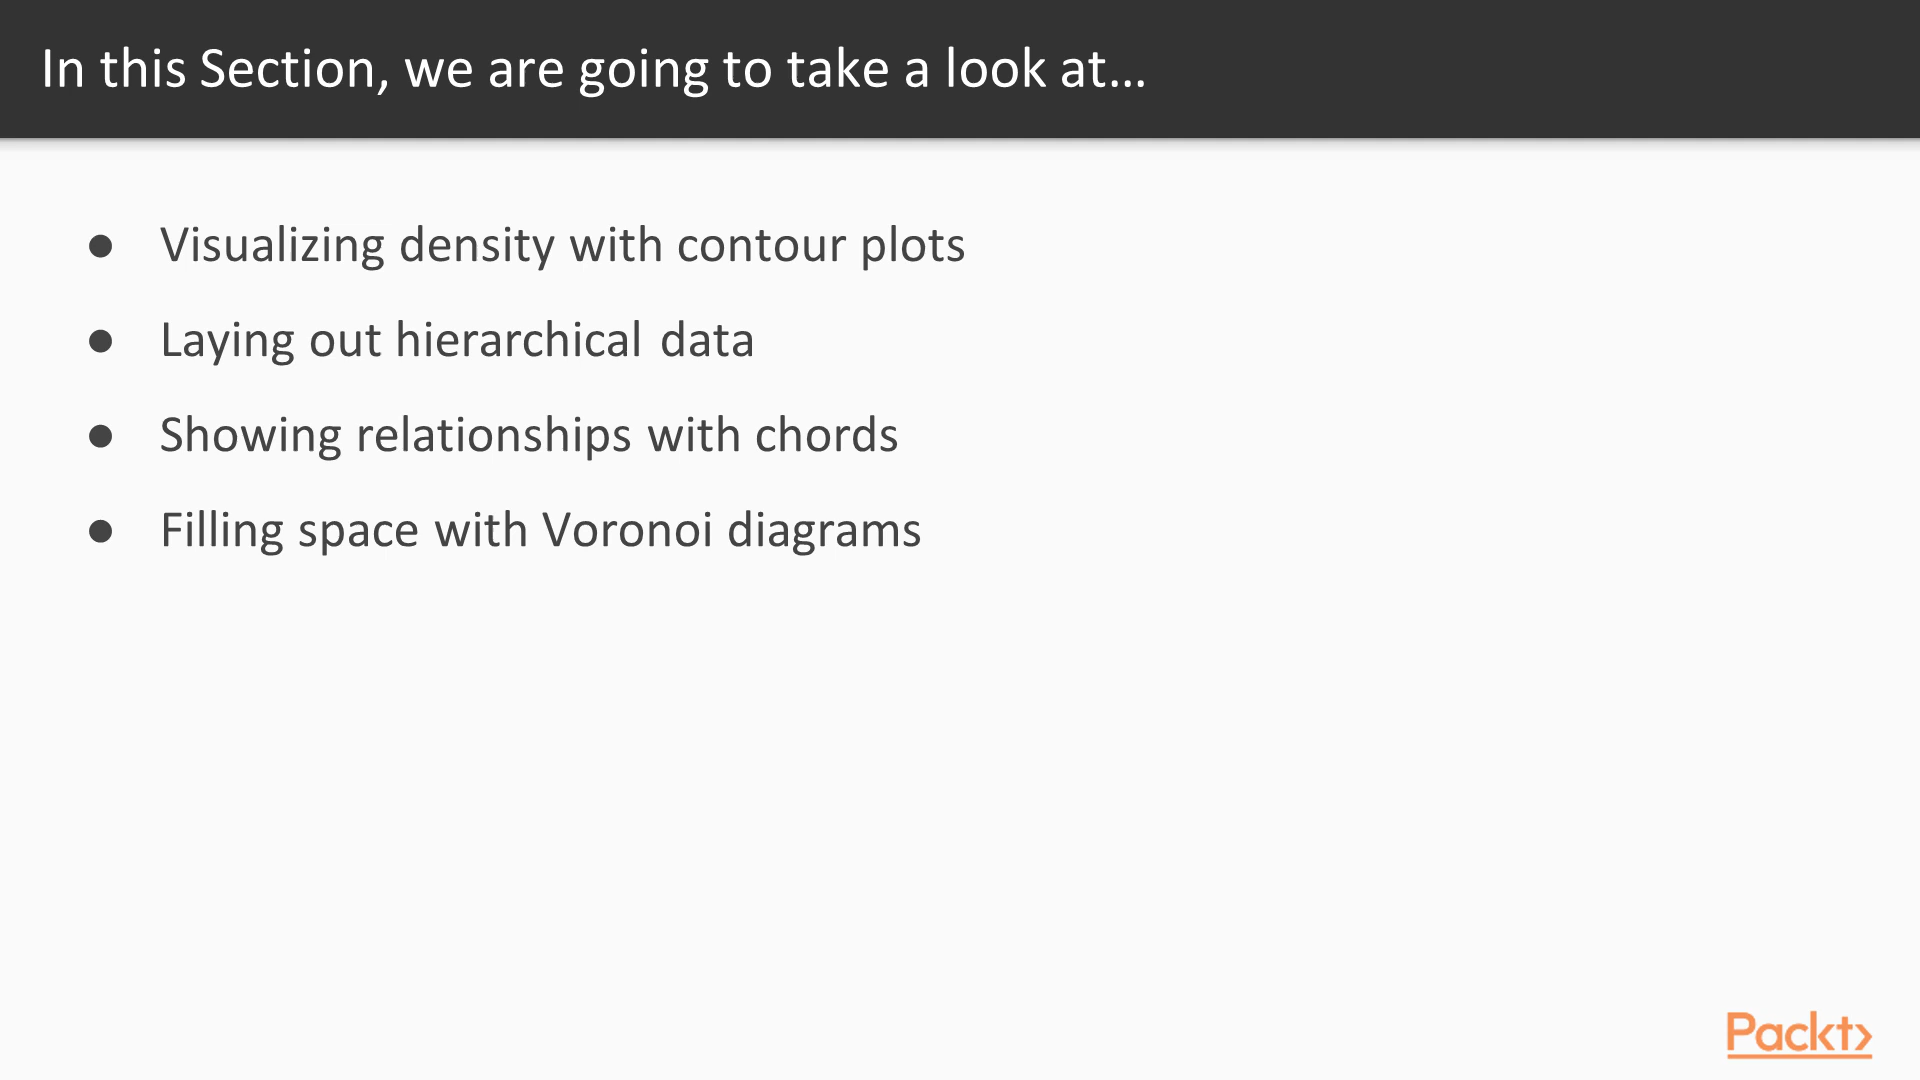 In this Section, we are going to take a look at…
● Visualizing density with contour plots
● Laying out hierarchical data
● Showing relationships with chords
● Filling space with Voronoi diagrams
Packt>